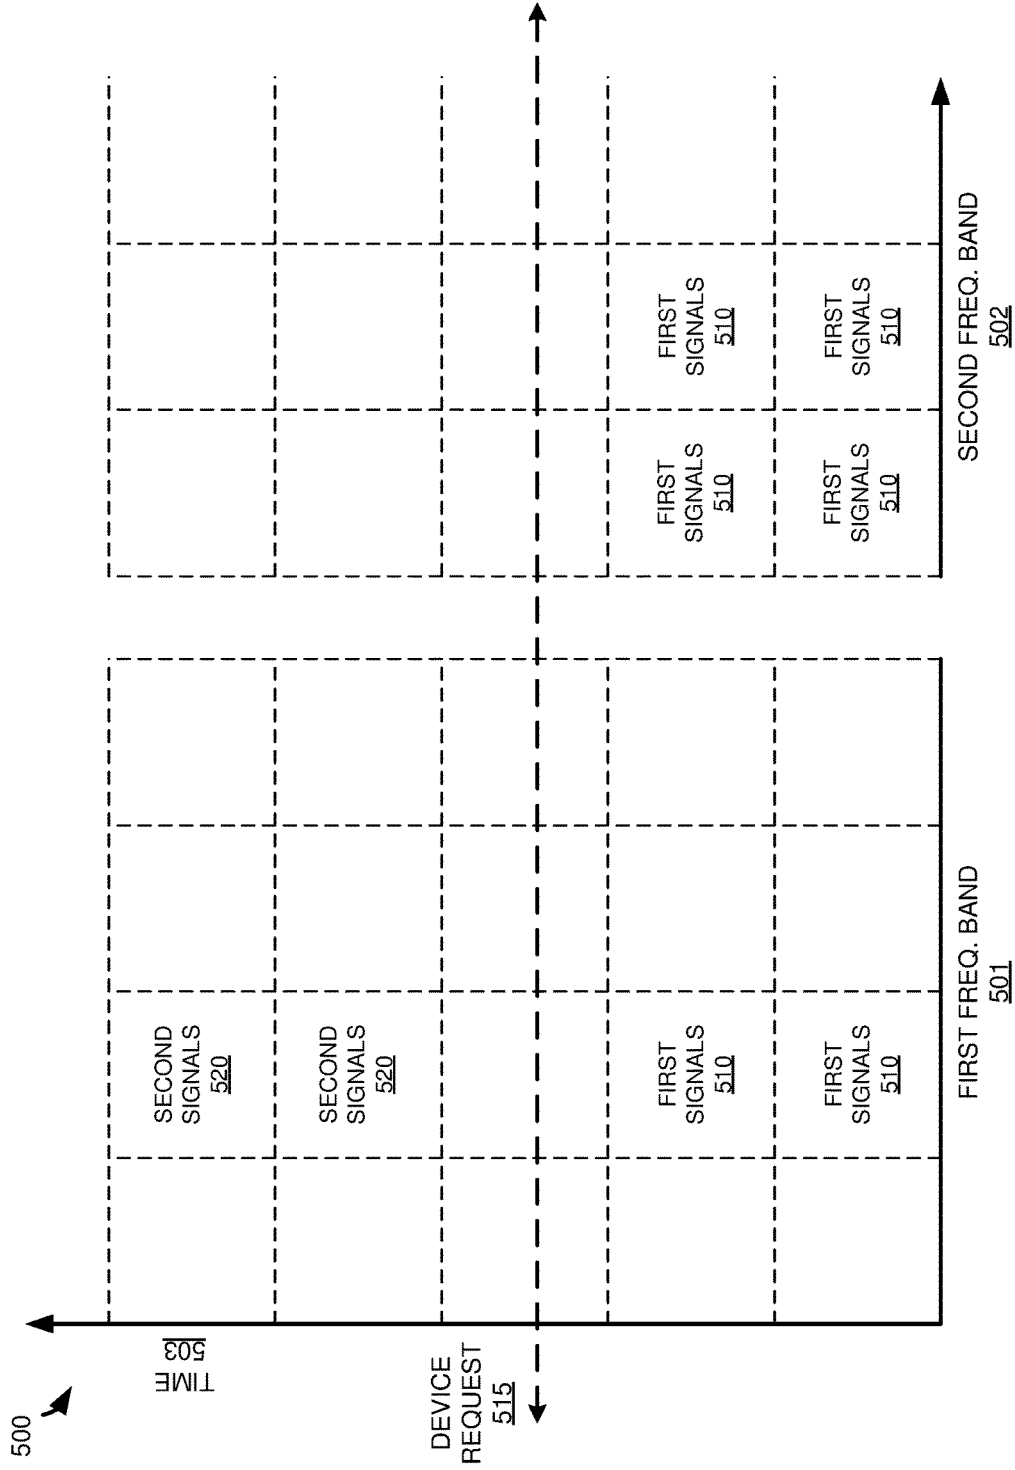 500
TIME
503
DEVICE
REQUEST
515
SECOND
SIGNALS
520
SECOND
SIGNALS
520
FIRST
SIGNALS
510
FIRST
SIGNALS
510
FIRST
SIGNALS
510
FIRST
SIGNALS
510
FIRST
SIGNALS
510
FIRST
SIGNALS
510
FIRST FREQ. BAND
501
SECOND FREQ. BAND
502